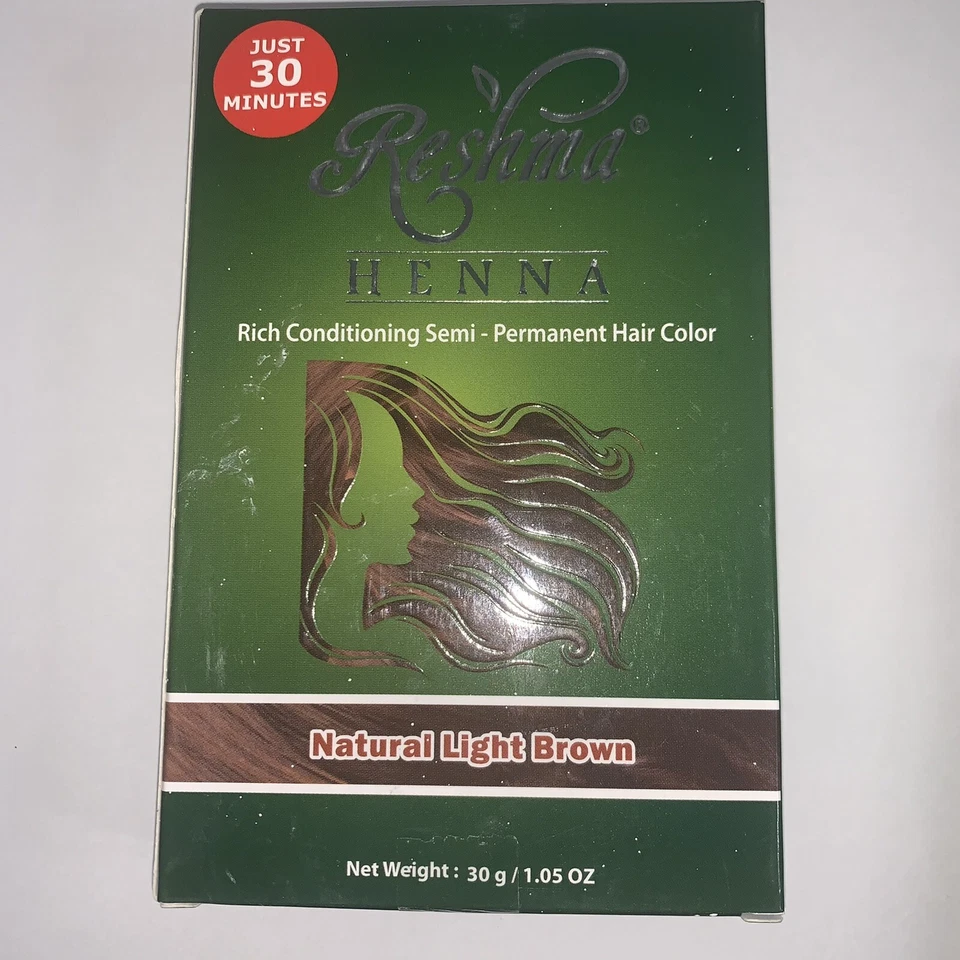 JUST
30
MINUTES
Reshma®
HENNA
Rich Conditioning Semi - Permanent Hair Color
Natural Light Brown
Net Weight : 30 g / 1.05 OZ